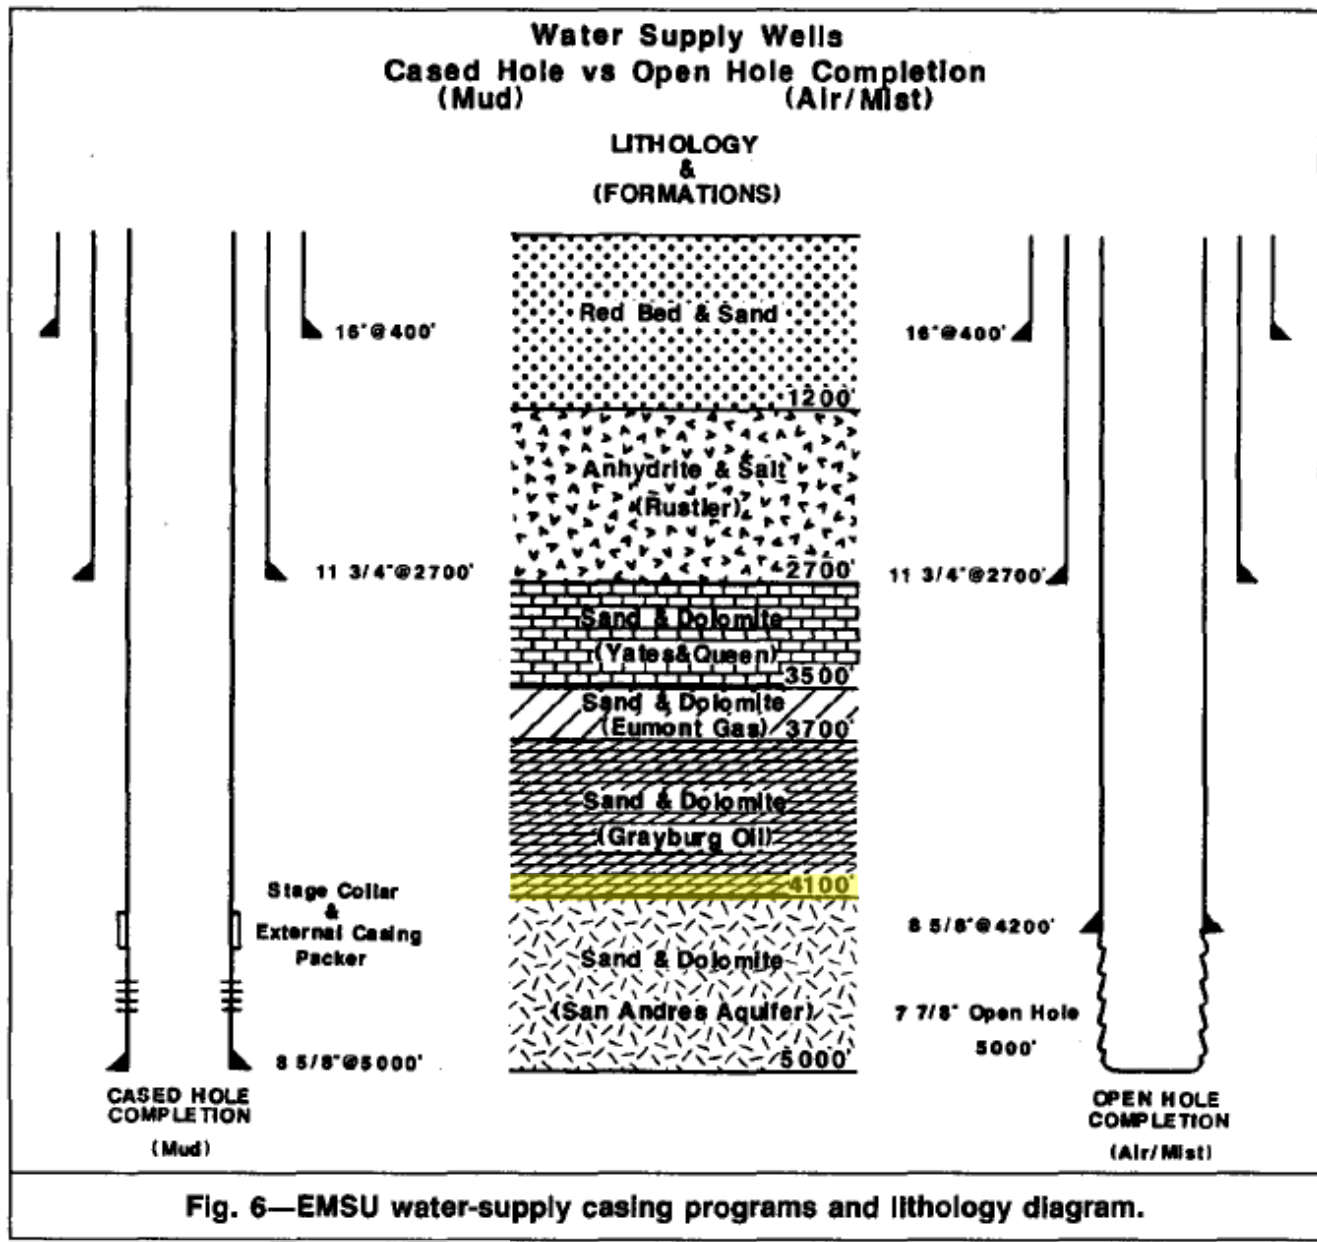 Water Supply Wells
Cased Hole vs Open Hole Completion
(Mud) (Air/Mist)
LITHOLOGY
&
(FORMATIONS)
Red Bed & Sand
16"@400'
16"@400'
1200'
Anhydrite & Salt
(Rustler)
2700'
11 3/4"@2700'
11 3/4"@2700'
Sand & Dolomite
(Yates&Queen)
3500'
Sand & Dolomite
(Eumont Gas) 3700'
Sand & Dolomite
(Grayburg Oil)
4100'
Stage Collar
&
External Casing
Packer
8 5/8"@4200'
Sand & Dolomite
(San Andres Aquifer)
5000'
7 7/8" Open Hole
5000'
8 5/8"@5000'
CASED HOLE
COMPLETION
(Mud)
OPEN HOLE
COMPLETION
(Air/Mist)
Fig. 6—EMSU water-supply casing programs and lithology diagram.